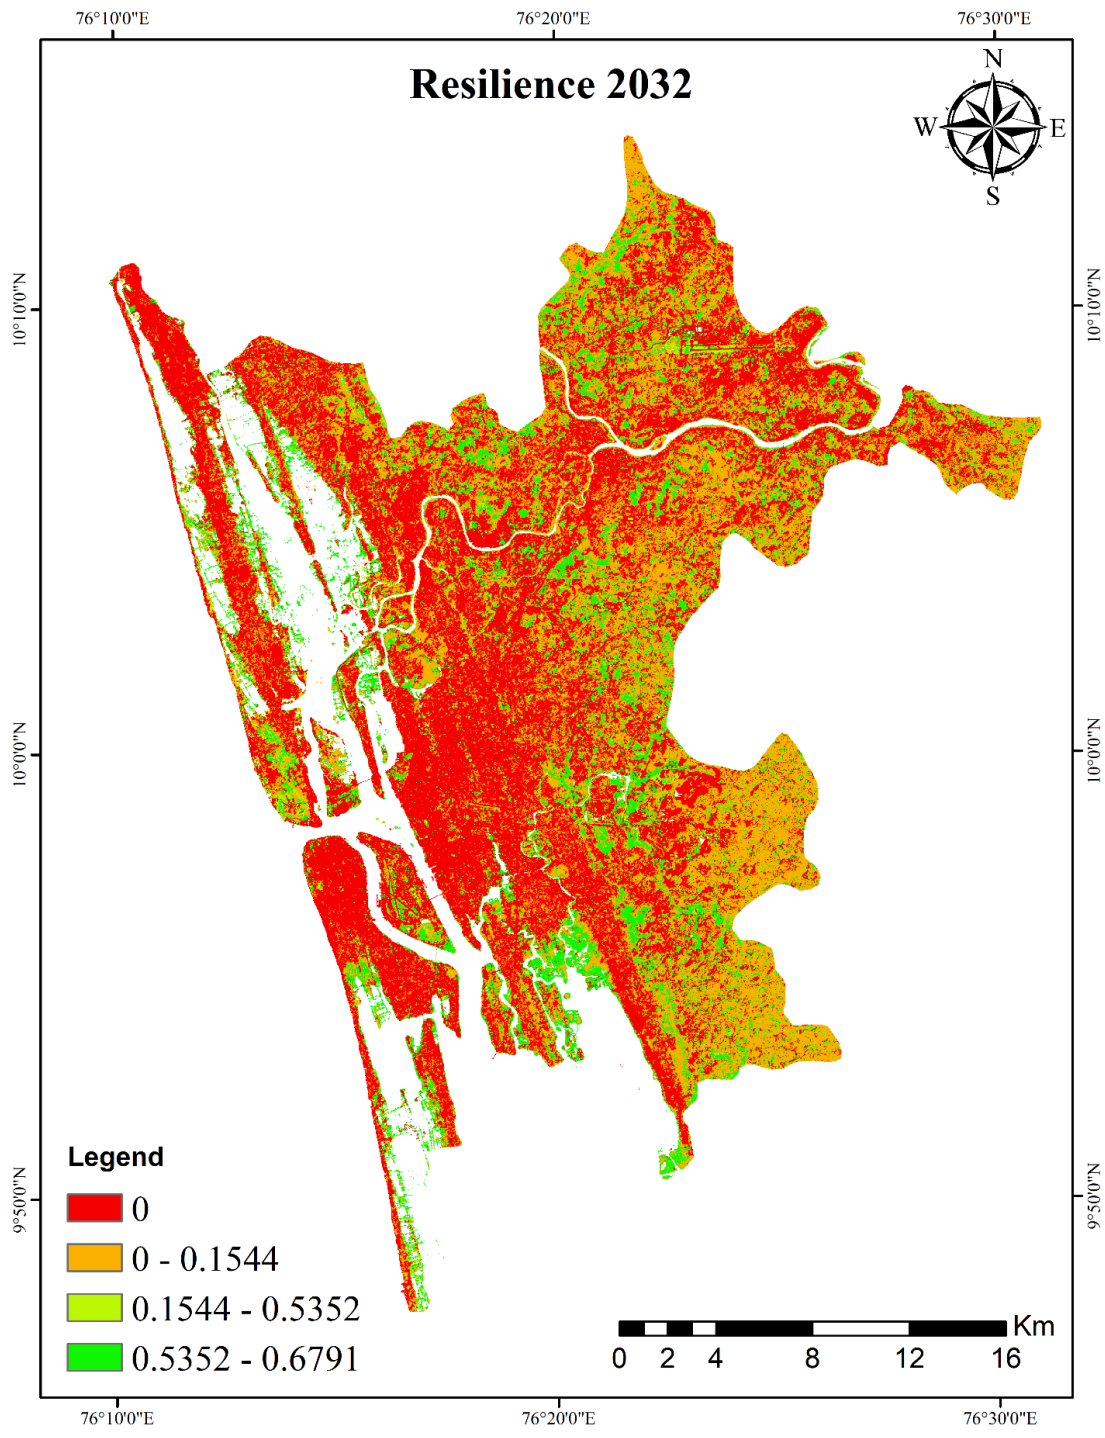 76°10'0"E 76°20'0"E 76°30'0"E
Resilience 2032
N
W E
S
10°10'0"N 10°10'0"N
10°0'0"N 10°0'0"N
9°50'0"N 9°50'0"N
Legend
0
0 - 0.1544
0.1544 - 0.5352
0.5352 - 0.6791
Km
0 2 4 8 12 16
76°10'0"E 76°20'0"E 76°30'0"E